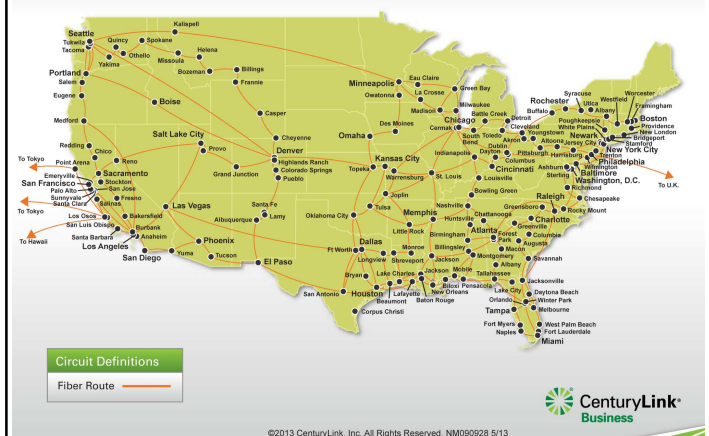 Kalispell
Seattle
Tukwila
Tacoma
Quincy
Spokane
Othello
Yakima
Missoula
Helena
Bozeman
Billings
Frannie
Portland
Salem
Eugene
Medford
Boise
Casper
Cheyenne
Minneapolis
Eau Claire
Owatonna
La Crosse
Green Bay
Madison
Milwaukee
Des Moines
Omaha
Chicago
Cermak
Battle Creek
Detroit
South Bend
Toledo
Cleveland
Rochester
Buffalo
Syracuse
Utica
Albany
Westfield
Worcester
Framingham
Boston
Providence
New London
Bridgeport
Stamford
Poughkeepsie
White Plains
Newark
Jersey City
New York City
Trenton
Philadelphia
Wilmington
Baltimore
Washington, D.C.
Ashburn
Sterling
Richmond
Chesapeake
Youngstown
Akron
Altoona
Pittsburgh
Harrisburg
Dublin
Dayton
Columbus
Indianapolis
Cincinnati
Louisville
Redding
Chico
Reno
To Tokyo
Point Arena
Emeryville
Sacramento
Stockton
San Francisco
Palo Alto
San Jose
Sunnyvale
Santa Clara
Salinas
Fresno
To Tokyo
Los Osos
San Luis Obispo
Bakersfield
Santa Barbara
Burbank
Los Angeles
Anaheim
San Diego
To Hawaii
Yuma
Phoenix
Tucson
Las Vegas
Salt Lake City
Provo
Grand Junction
Denver
Highlands Ranch
Colorado Springs
Pueblo
Santa Fe
Lamy
Albuquerque
El Paso
Kansas City
Topeka
Warrensburg
St. Louis
Joplin
Tulsa
Oklahoma City
Little Rock
Memphis
Nashville
Bowling Green
Huntsville
Chattanooga
Birmingham
Atlanta
Forest Park
Macon
Greensboro
Raleigh
Rocky Mount
Charlotte
Greenville
Columbia
Augusta
Savannah
Dallas
Ft Worth
Longview
Monroe
Shreveport
Jackson
Billingsley
Montgomery
Albany
Bryan
Lake Charles
Jackson
Mobile
Tallahassee
San Antonio
Houston
Beaumont
Lafayette
Baton Rouge
New Orleans
Biloxi
Pensacola
Corpus Christi
Lake City
Jacksonville
Daytona Beach
Orlando
Winter Park
Melbourne
Tampa
Fort Myers
Naples
West Palm Beach
Fort Lauderdale
Miami
To U.K.
Circuit Definitions
Fiber Route
CenturyLink®
Business
©2013 CenturyLink, Inc. All Rights Reserved. NM090928 5/13